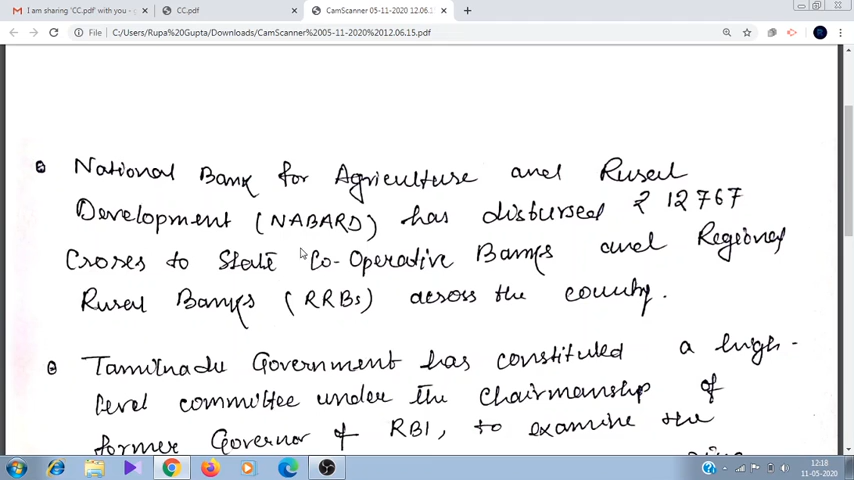 I am sharing 'CC.pdf' with you - g
CC.pdf
CamScanner 05-11-2020 12.06.1
File
C:/Users/Rupa%20Gupta/Downloads/CamScanner%2005-11-2020%2012.06.15.pdf
National Bank for Agriculture and Rural
Development (NABARD) has disbursed ₹ 12767
Crores to State Co-Operative Banks and Regional
Rural Banks (RRBs) across the country.
Tamilnadu Government has constituted a high-
level committee under the chairmanship of
former Governor of RBI, to examine the
12:18
11-05-2020